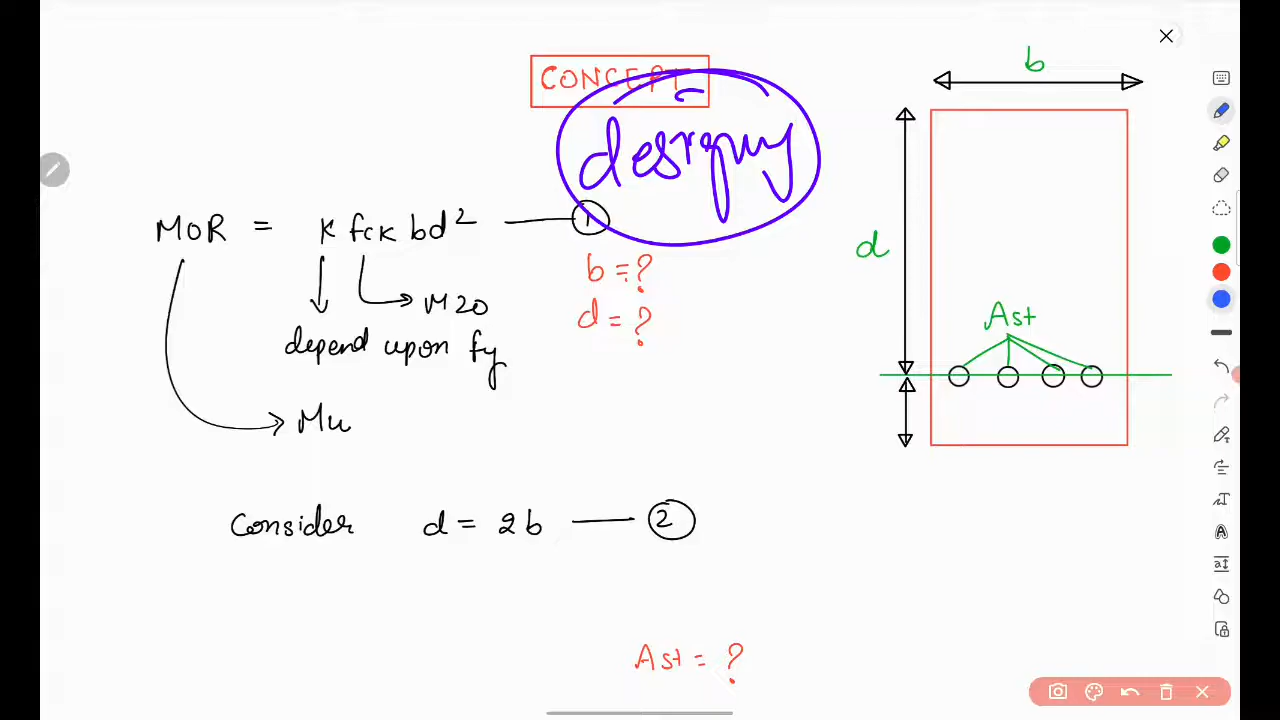 CONCEPT
designing
MOR = K fck bd² ——— ①
b = ?
d = ?
M20
depend upon fy
Mu
Consider d = 2b ——— ②
Ast = ?
b
d
Ast